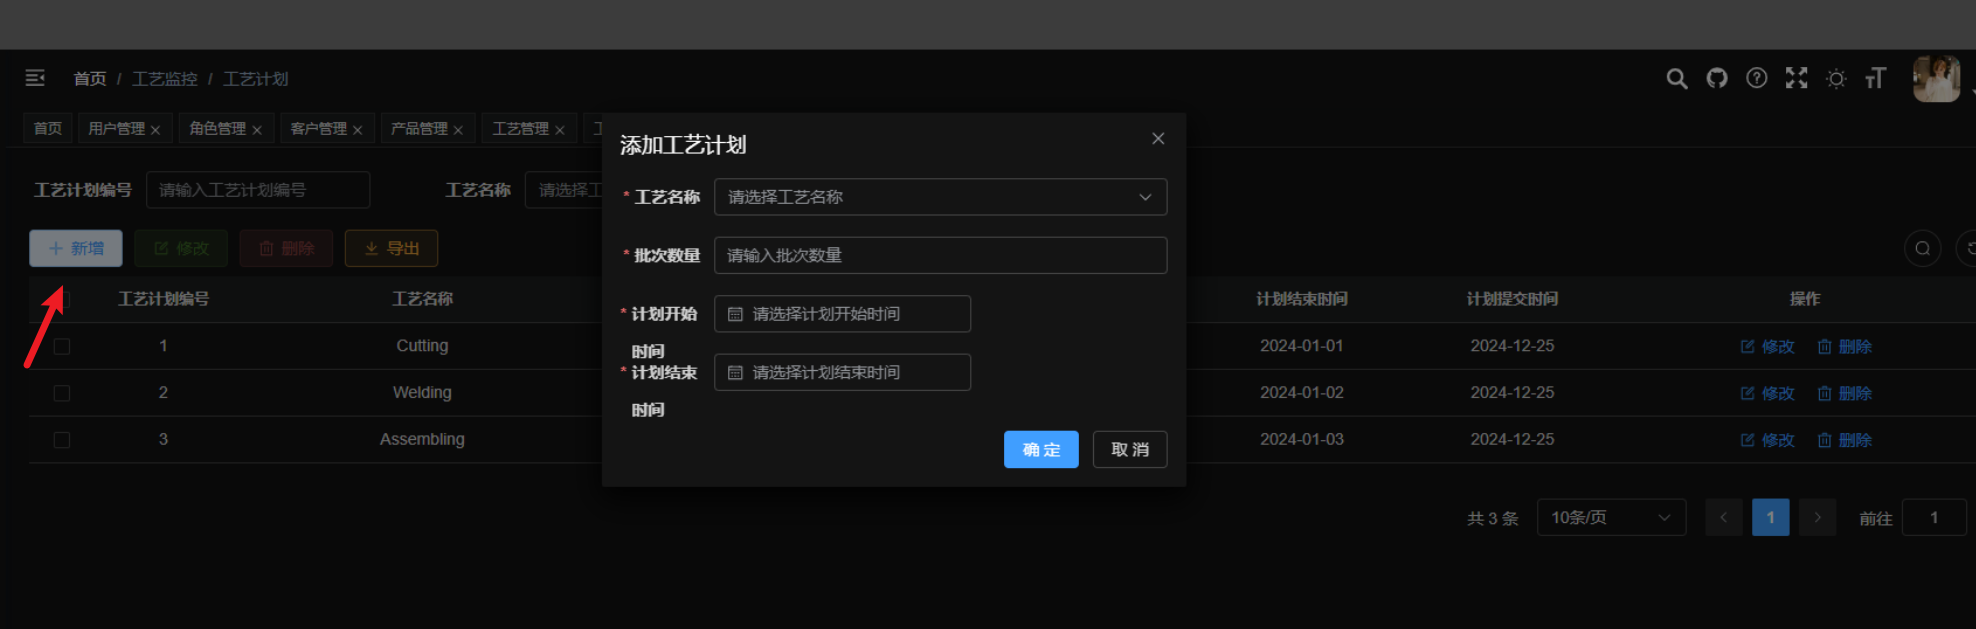 首页 / 工艺监控 / 工艺计划
首页 用户管理 × 角色管理 × 客户管理 × 产品管理 × 工艺管理 ×
工艺计划编号 请输入工艺计划编号 工艺名称 请选择工
+ 新增 修改 删除 导出
工艺计划编号 工艺名称 计划结束时间 计划提交时间 操作
1 Cutting 2024-01-01 2024-12-25 修改 删除
2 Welding 2024-01-02 2024-12-25 修改 删除
3 Assembling 2024-01-03 2024-12-25 修改 删除
添加工艺计划
* 工艺名称 请选择工艺名称
* 批次数量 请输入批次数量
* 计划开始时间 请选择计划开始时间
* 计划结束时间 请选择计划结束时间
确 定 取 消
共 3 条 10条/页 < 1 > 前往 1